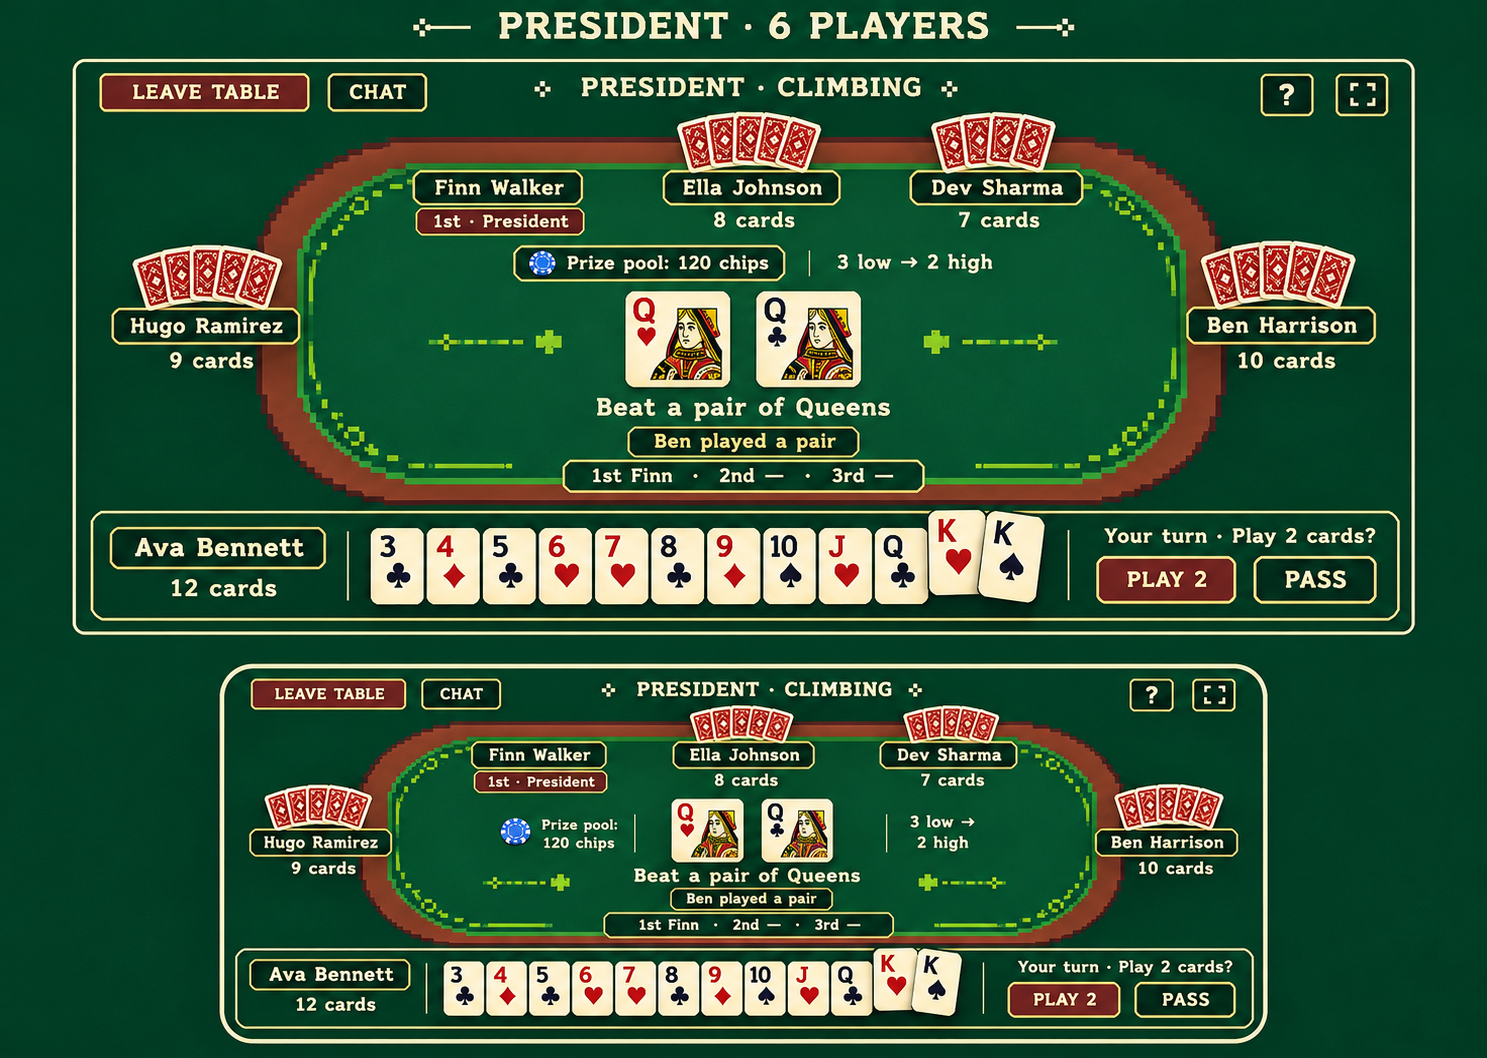 PRESIDENT · 6 PLAYERS
LEAVE TABLE
CHAT
PRESIDENT · CLIMBING
?
Finn Walker
1st · President
Ella Johnson
8 cards
Dev Sharma
7 cards
Prize pool: 120 chips
3 low → 2 high
Hugo Ramirez
9 cards
Ben Harrison
10 cards
Q
Q
Beat a pair of Queens
Ben played a pair
1st Finn · 2nd — · 3rd —
Ava Bennett
12 cards
3 4 5 6 7 8 9 10 J Q K K
Your turn · Play 2 cards?
PLAY 2
PASS
LEAVE TABLE
CHAT
PRESIDENT · CLIMBING
?
Finn Walker
1st · President
Ella Johnson
8 cards
Dev Sharma
7 cards
Prize pool:
120 chips
Q
Q
3 low →
2 high
Hugo Ramirez
9 cards
Ben Harrison
10 cards
Beat a pair of Queens
Ben played a pair
1st Finn · 2nd — · 3rd —
Ava Bennett
12 cards
3 4 5 6 7 8 9 10 J Q K K
Your turn · Play 2 cards?
PLAY 2
PASS